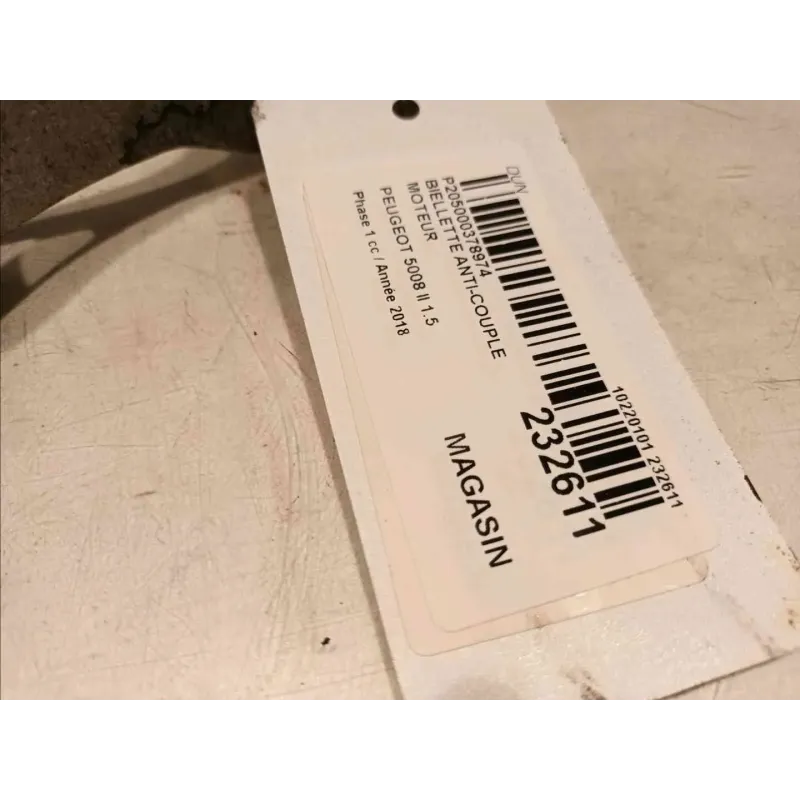 DUN
10220101 232611
P205000378974
232611
BIELLETTE ANTI-COUPLE
MOTEUR
PEUGEOT 5008 II 1.5
Phase 1 cc / Année 2018
MAGASIN